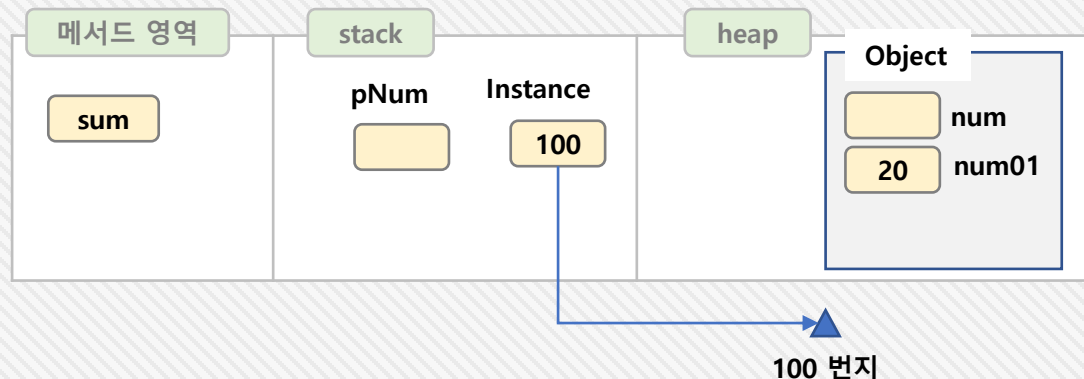 메서드 영역
stack
heap
Object
pNum
Instance
sum
100
num
20
num01
100 번지